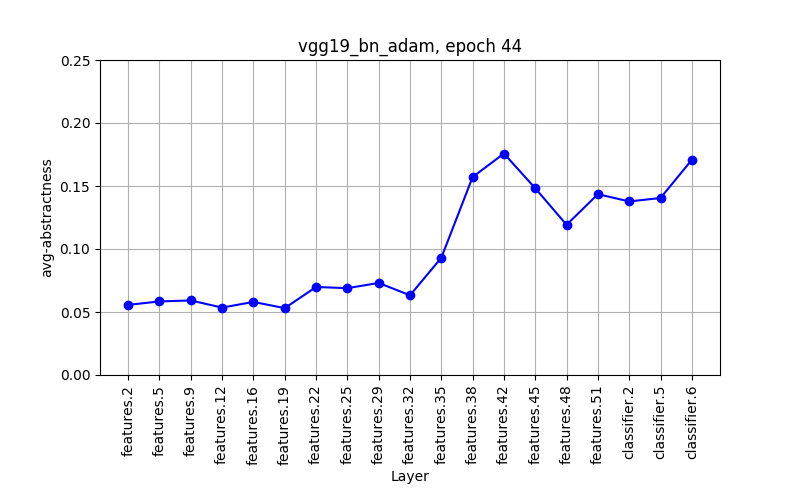 vgg19_bn_adam, epoch 44
avg-abstractness
0.25
0.20
0.15
0.10
0.05
0.00
features.2
features.5
features.9
features.12
features.16
features.19
features.22
features.25
features.29
features.32
features.35
features.38
features.42
features.45
features.48
features.51
classifier.2
classifier.5
classifier.6
Layer